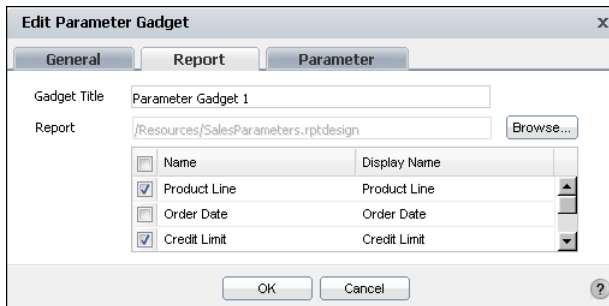 Edit Parameter Gadget x
General Report Parameter
Gadget Title Parameter Gadget 1
Report /Resources/SalesParameters.rptdesign Browse...
Name Display Name
Product Line Product Line
Order Date Order Date
Credit Limit Credit Limit
OK Cancel ?